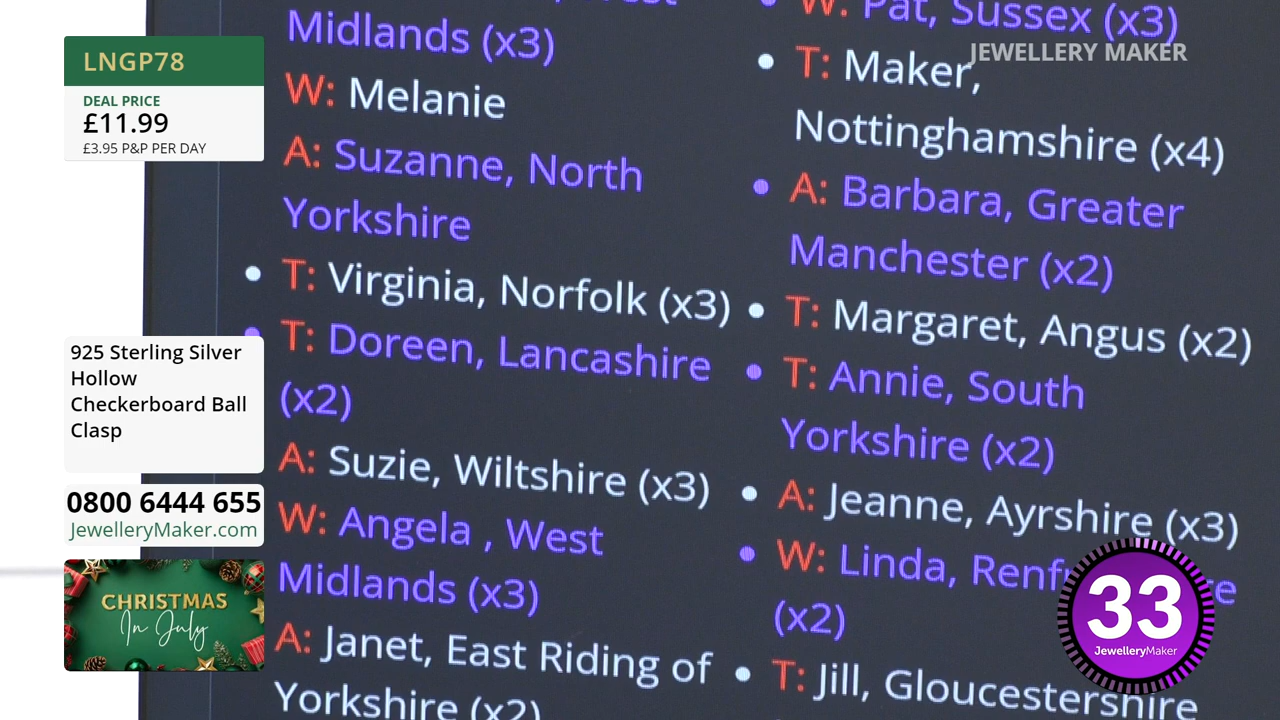 LNGP78
DEAL PRICE
£11.99
£3.95 P&P PER DAY
925 Sterling Silver
Hollow
Checkerboard Ball
Clasp
0800 6444 655
JewelleryMaker.com
CHRISTMAS
In July
Midlands (x3)
W: Melanie
A: Suzanne, North
Yorkshire
• T: Virginia, Norfolk (x3)
• T: Doreen, Lancashire
(x2)
A: Suzie, Wiltshire (x3)
W: Angela , West
Midlands (x3)
A: Janet, East Riding of
Yorkshire (x2)
• W: Pat, Sussex (x3)
JEWELLERY MAKER
• T: Maker,
Nottinghamshire (x4)
• A: Barbara, Greater
Manchester (x2)
• T: Margaret, Angus (x2)
• T: Annie, South
Yorkshire (x2)
• A: Jeanne, Ayrshire (x3)
• W: Linda,
(x2)
• T: Jill, Gloucestershire
33
JewelleryMaker